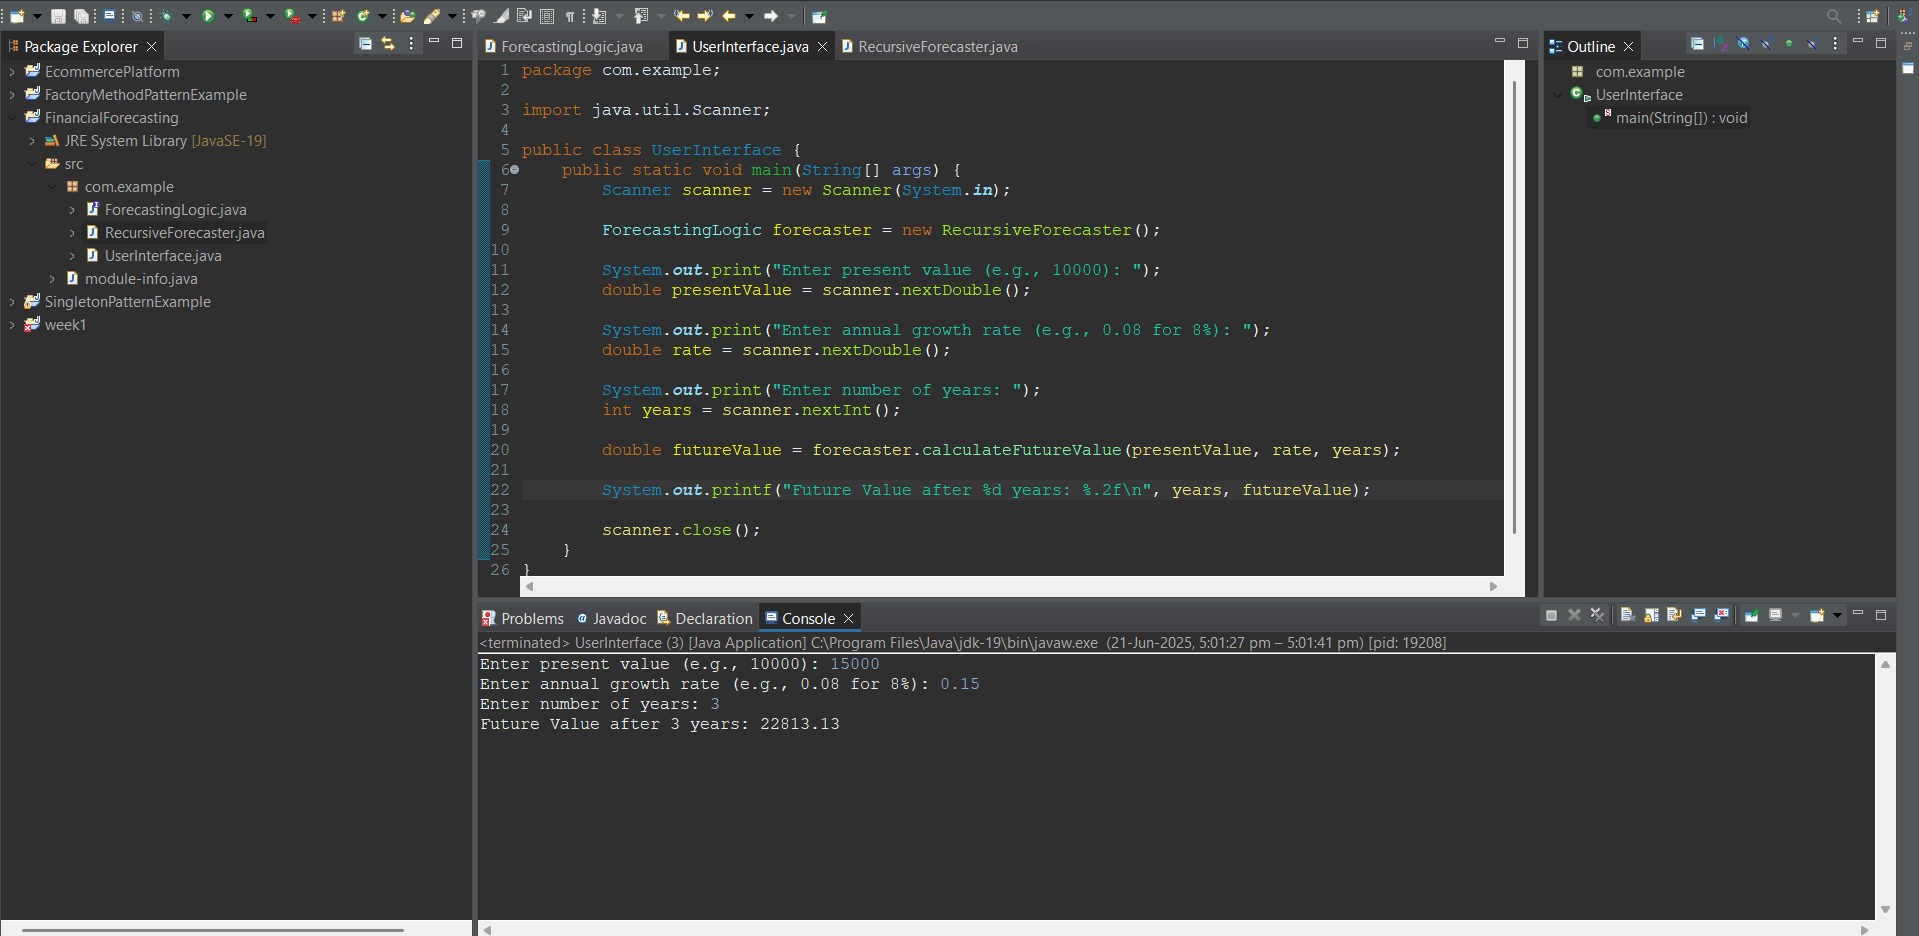 Package Explorer
EcommercePlatform
FactoryMethodPatternExample
FinancialForecasting
JRE System Library [JavaSE-19]
src
com.example
ForecastingLogic.java
RecursiveForecaster.java
UserInterface.java
module-info.java
SingletonPatternExample
week1
ForecastingLogic.java UserInterface.java RecursiveForecaster.java
1 package com.example;
2
3 import java.util.Scanner;
4
5 public class UserInterface {
6 public static void main(String[] args) {
7 Scanner scanner = new Scanner(System.in);
8
9 ForecastingLogic forecaster = new RecursiveForecaster();
10
11 System.out.print("Enter present value (e.g., 10000): ");
12 double presentValue = scanner.nextDouble();
13
14 System.out.print("Enter annual growth rate (e.g., 0.08 for 8%): ");
15 double rate = scanner.nextDouble();
16
17 System.out.print("Enter number of years: ");
18 int years = scanner.nextInt();
19
20 double futureValue = forecaster.calculateFutureValue(presentValue, rate, years);
21
22 System.out.printf("Future Value after %d years: %.2f\n", years, futureValue);
23
24 scanner.close();
25 }
26 }
Outline
com.example
UserInterface
main(String[]) : void
Problems Javadoc Declaration Console
<terminated> UserInterface (3) [Java Application] C:\Program Files\Java\jdk-19\bin\javaw.exe (21-Jun-2025, 5:01:27 pm – 5:01:41 pm) [pid: 19208]
Enter present value (e.g., 10000): 15000
Enter annual growth rate (e.g., 0.08 for 8%): 0.15
Enter number of years: 3
Future Value after 3 years: 22813.13